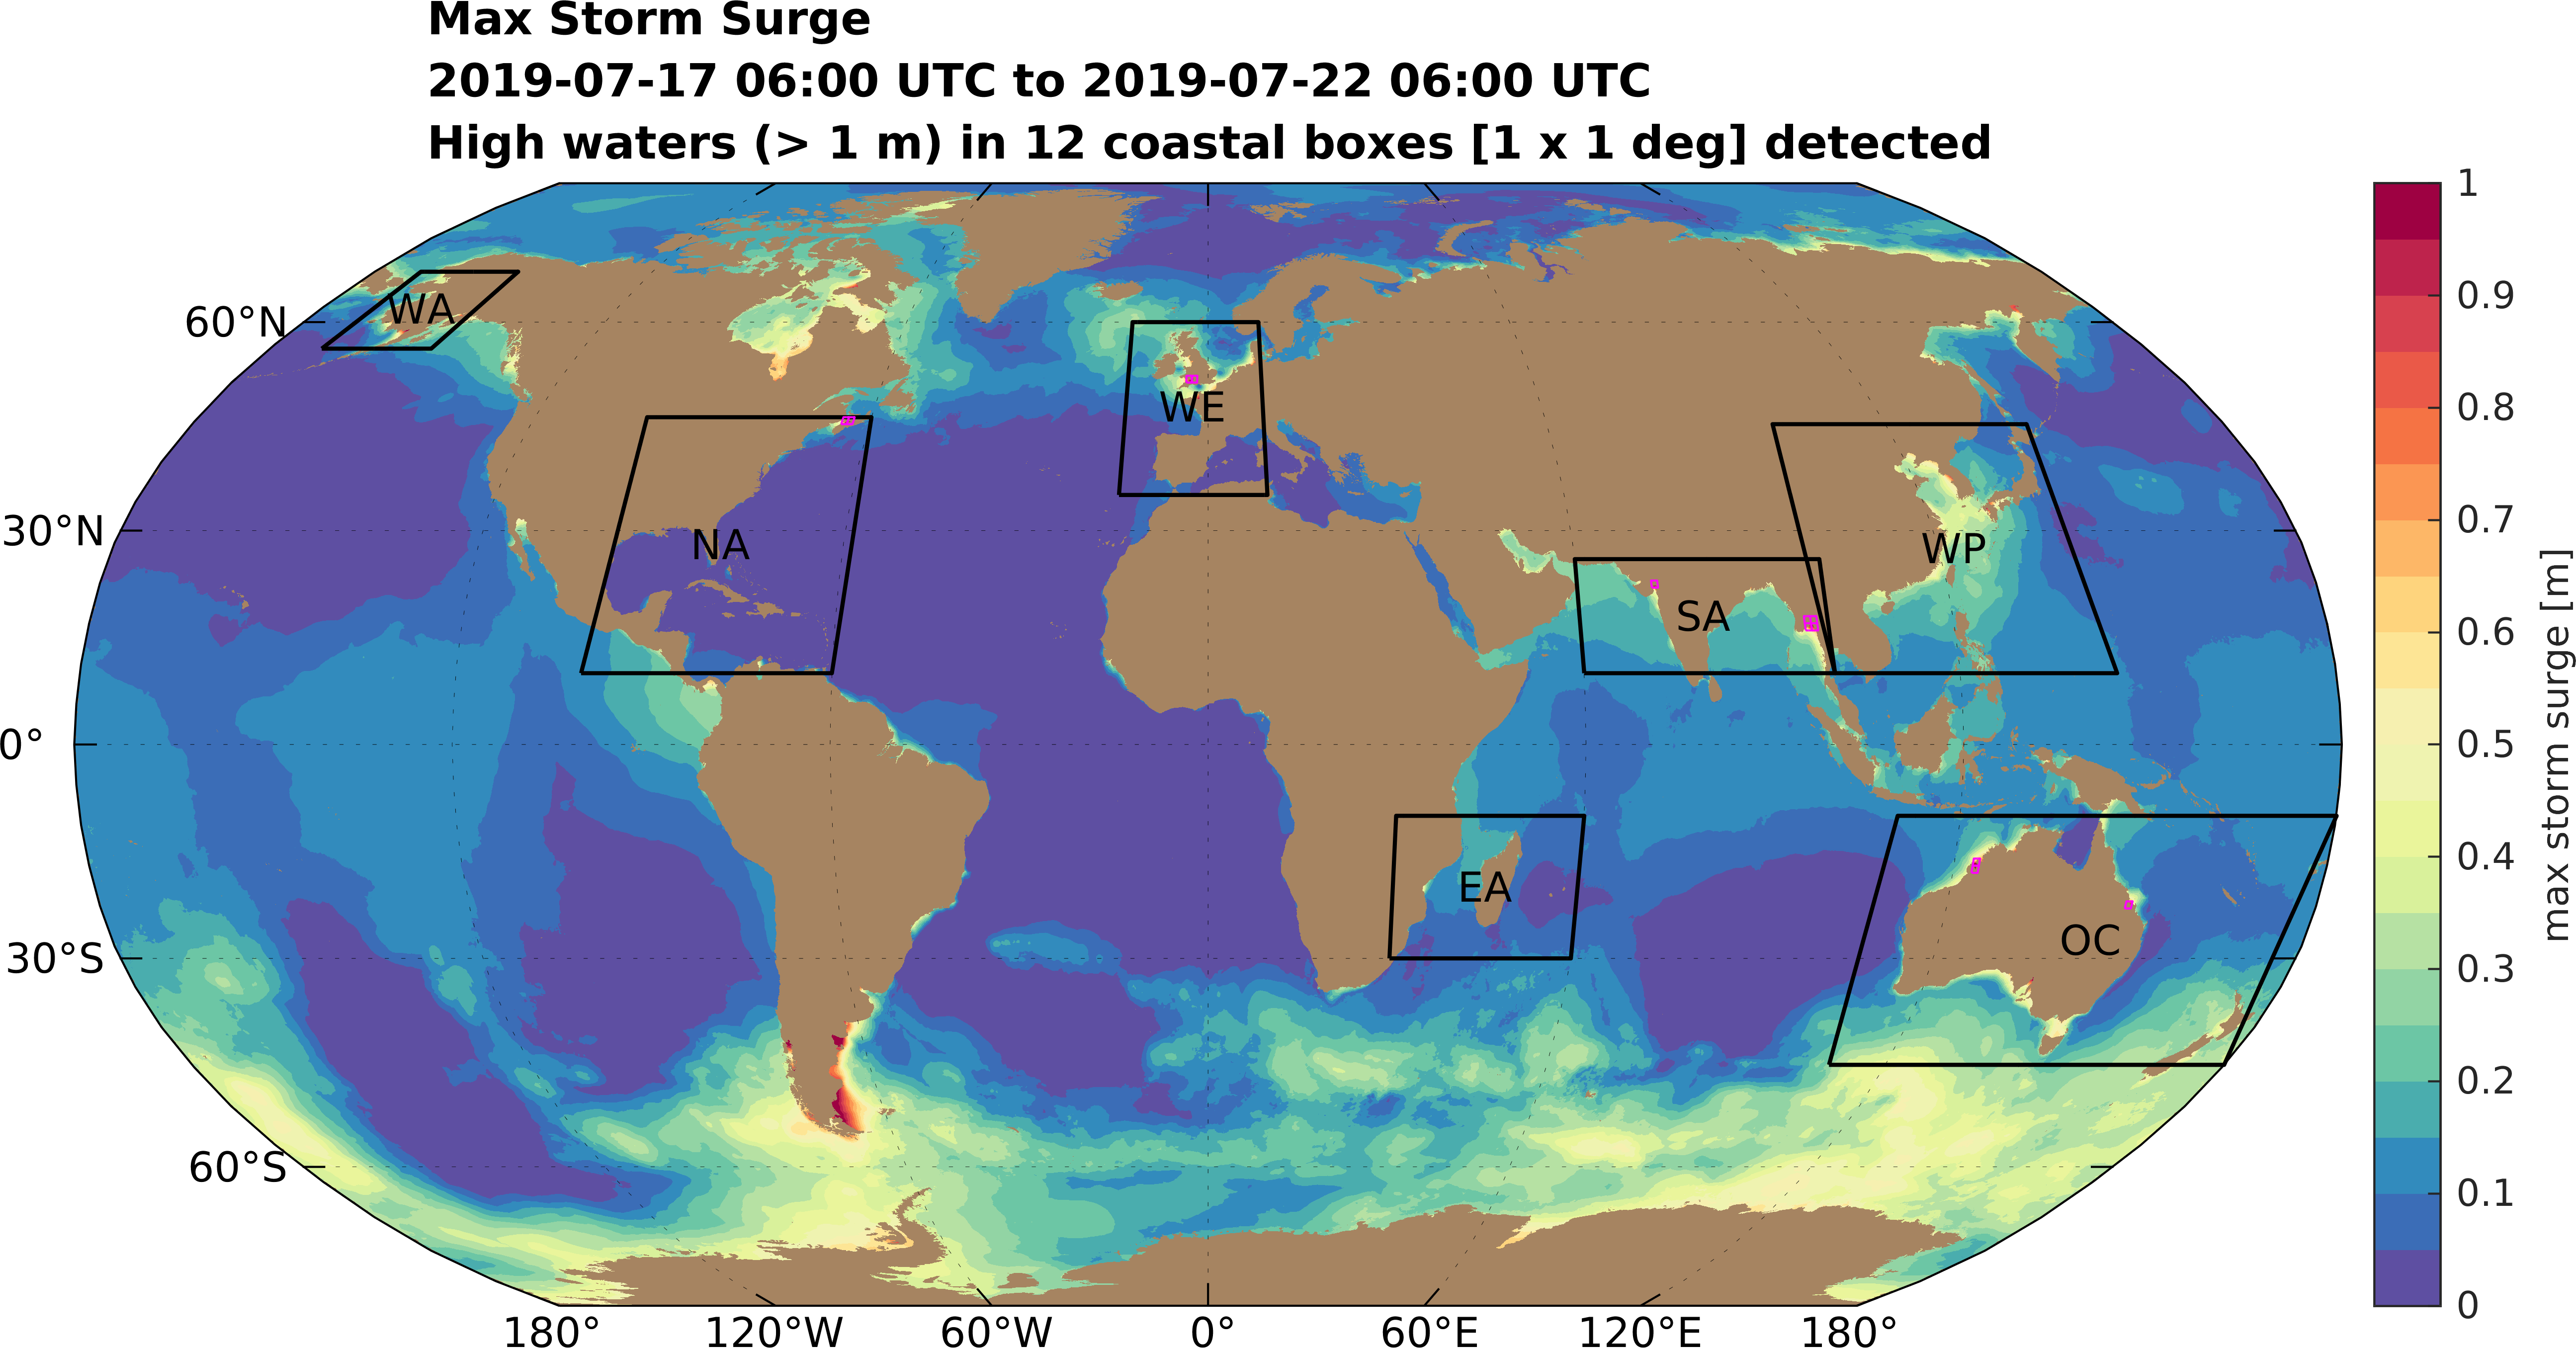 Max Storm Surge
2019-07-17 06:00 UTC to 2019-07-22 06:00 UTC
High waters (> 1 m) in 12 coastal boxes [1 x 1 deg] detected
60°N
30°N
0°
30°S
60°S
WA
NA
WE
SA
WP
EA
OC
180°
120°W
60°W
0°
60°E
120°E
180°
1
0.9
0.8
0.7
0.6
0.5
0.4
0.3
0.2
0.1
0
max storm surge [m]